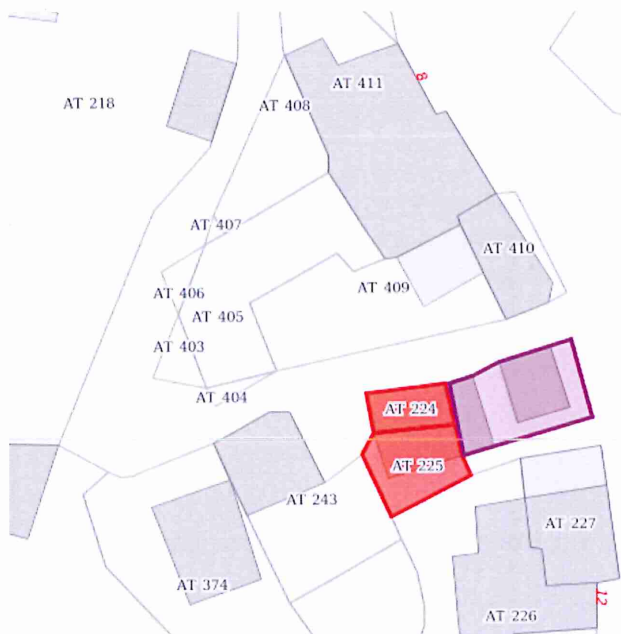 AT 218
AT 408
AT 411
8
AT 407
AT 410
AT 406
AT 409
AT 405
AT 403
AT 404
AT 224
AT 225
AT 243
AT 227
AT 374
AT 226
12